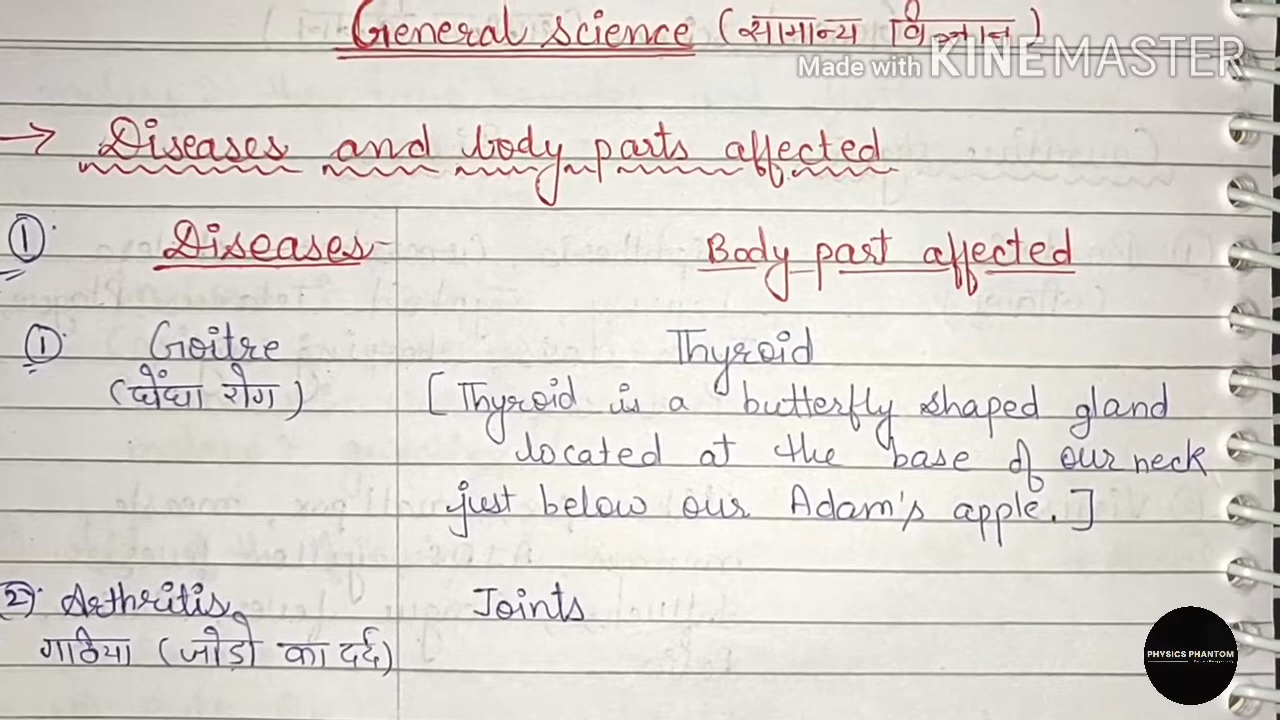 General science (सामान्य विज्ञान)
Made with KINEMASTER
→ Diseases and body parts affected
① Diseases- Body part affected
① Goitre Thyroid
(घेंघा रोग) [Thyroid is a butterfly shaped gland
located at the base of our neck
just below our Adam's apple.]
② Arthritis Joints
गाठिया (जोड़ो का दर्द)
PHYSICS PHANTOM